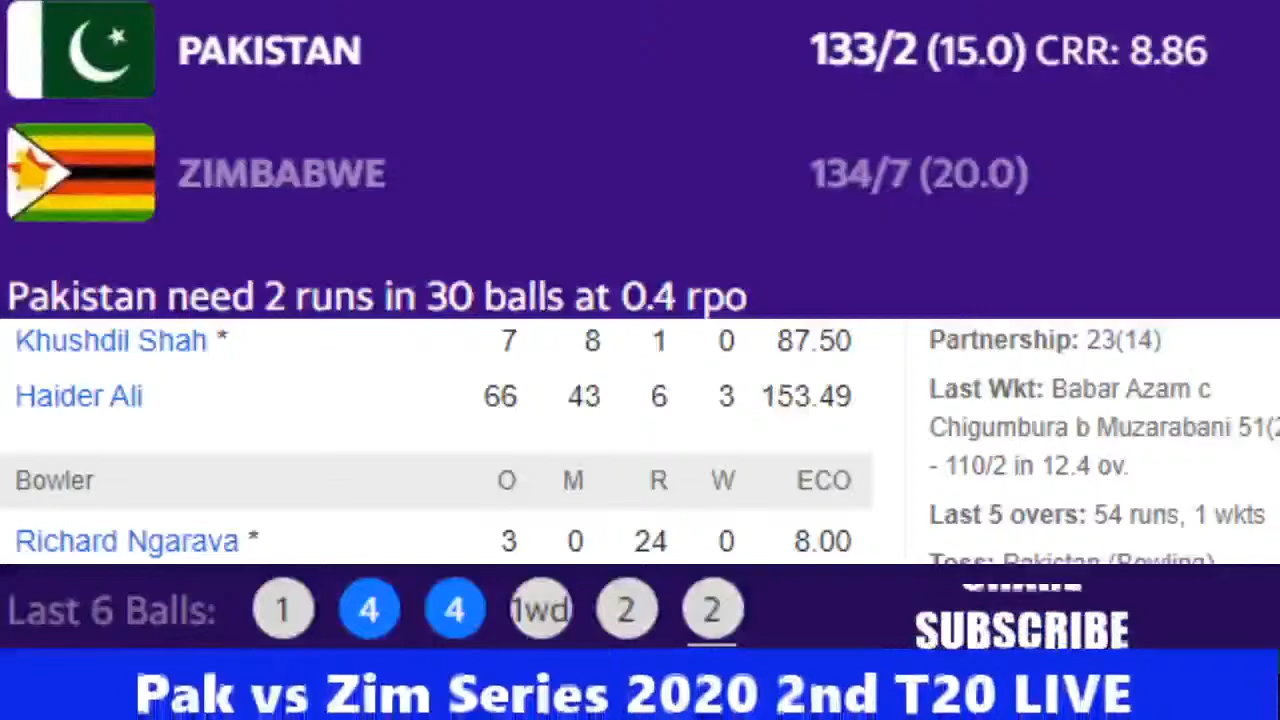 PAKISTAN 133/2 (15.0) CRR: 8.86
ZIMBABWE 134/7 (20.0)
Pakistan need 2 runs in 30 balls at 0.4 rpo
Khushdil Shah * 7 8 1 0 87.50
Haider Ali 66 43 6 3 153.49
Bowler O M R W ECO
Richard Ngarava * 3 0 24 0 8.00
Partnership: 23(14)
Last Wkt: Babar Azam c
Chigumbura b Muzarabani 51(2
- 110/2 in 12.4 ov.
Last 5 overs: 54 runs, 1 wkts
Toss: Pakistan (Bowling)
Last 6 Balls: 1 4 4 1wd 2 2
SUBSCRIBE
Pak vs Zim Series 2020 2nd T20 LIVE